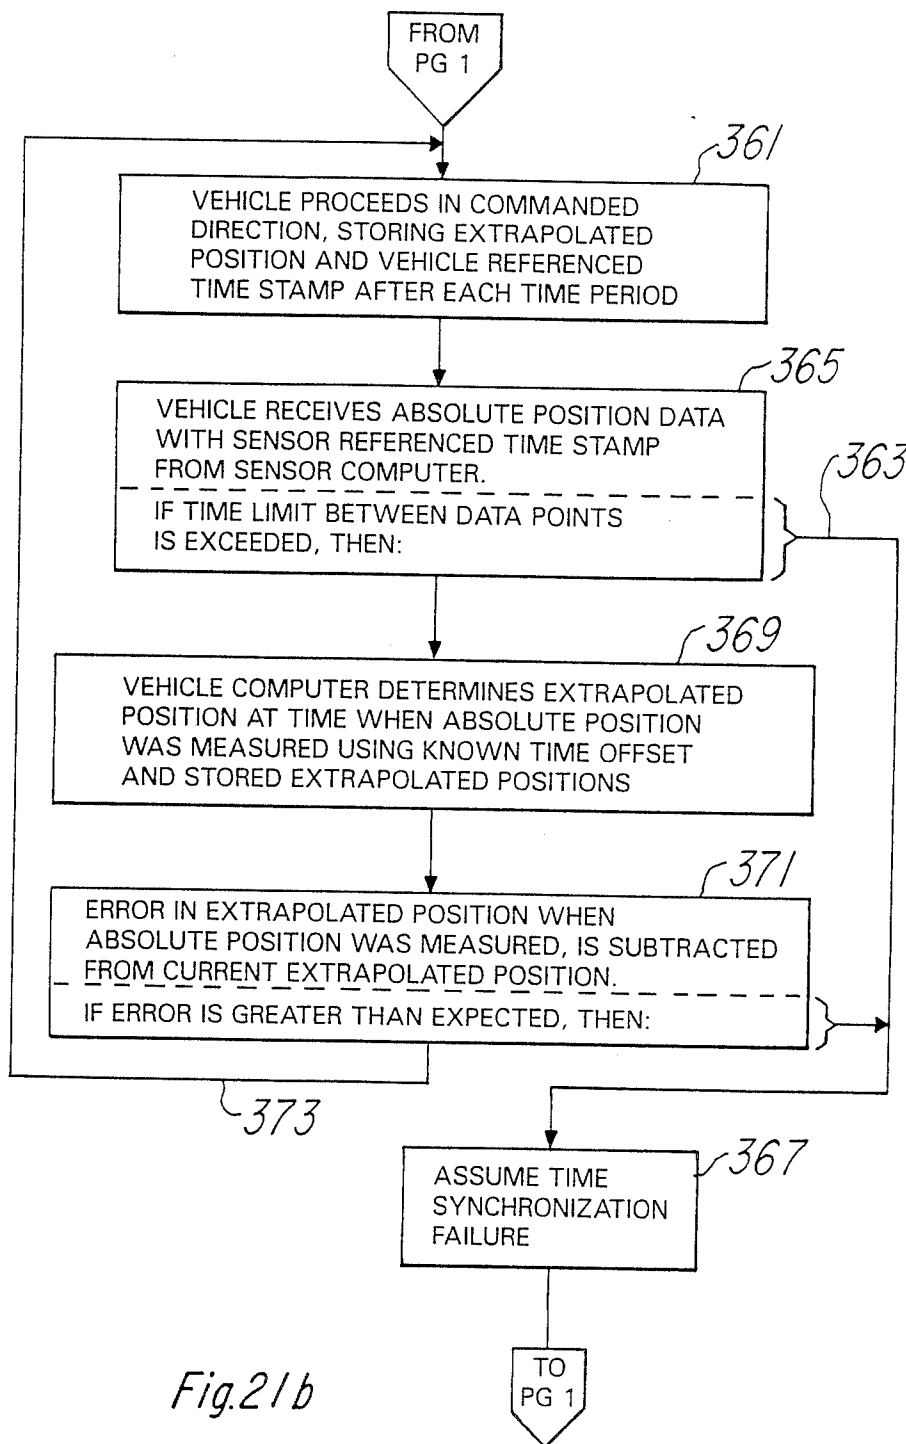 FROM
PG 1
361
VEHICLE PROCEEDS IN COMMANDED
DIRECTION, STORING EXTRAPOLATED
POSITION AND VEHICLE REFERENCED
TIME STAMP AFTER EACH TIME PERIOD
365
VEHICLE RECEIVES ABSOLUTE POSITION DATA
WITH SENSOR REFERENCED TIME STAMP
FROM SENSOR COMPUTER.
363
IF TIME LIMIT BETWEEN DATA POINTS
IS EXCEEDED, THEN:
369
VEHICLE COMPUTER DETERMINES EXTRAPOLATED
POSITION AT TIME WHEN ABSOLUTE POSITION
WAS MEASURED USING KNOWN TIME OFFSET
AND STORED EXTRAPOLATED POSITIONS
371
ERROR IN EXTRAPOLATED POSITION WHEN
ABSOLUTE POSITION WAS MEASURED, IS SUBTRACTED
FROM CURRENT EXTRAPOLATED POSITION.
IF ERROR IS GREATER THAN EXPECTED, THEN:
373
367
ASSUME TIME
SYNCHRONIZATION
FAILURE
TO
PG 1
Fig.21b